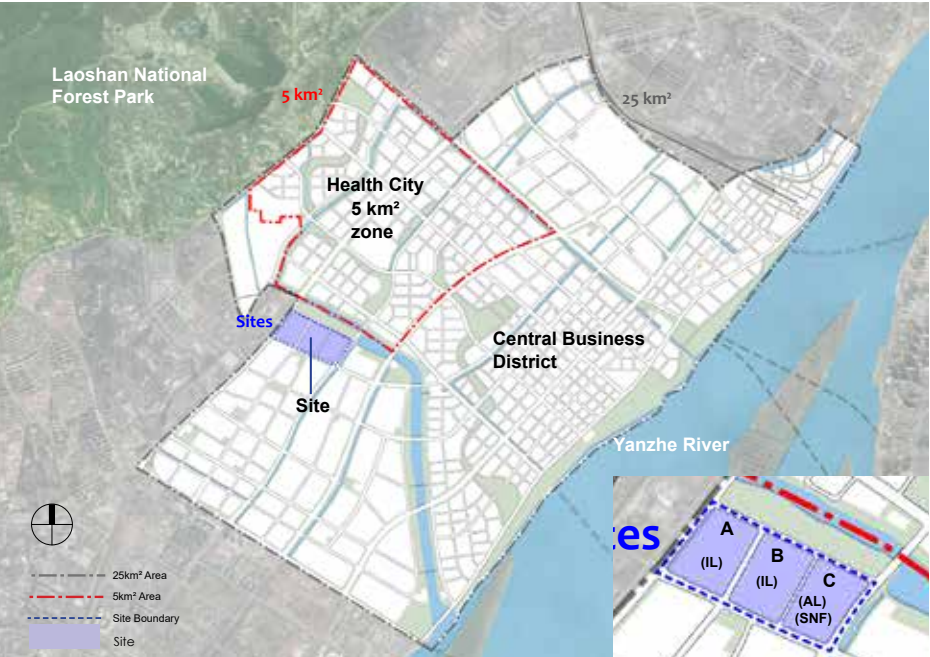 Laoshan National
Forest Park
5 km²
25 km²
Health City
5 km²
zone
Sites
Central Business
District
Site
Yanzhe River
tes
A
(IL)
B
(IL)
C
(AL)
(SNF)
25km² Area
5km² Area
Site Boundary
Site